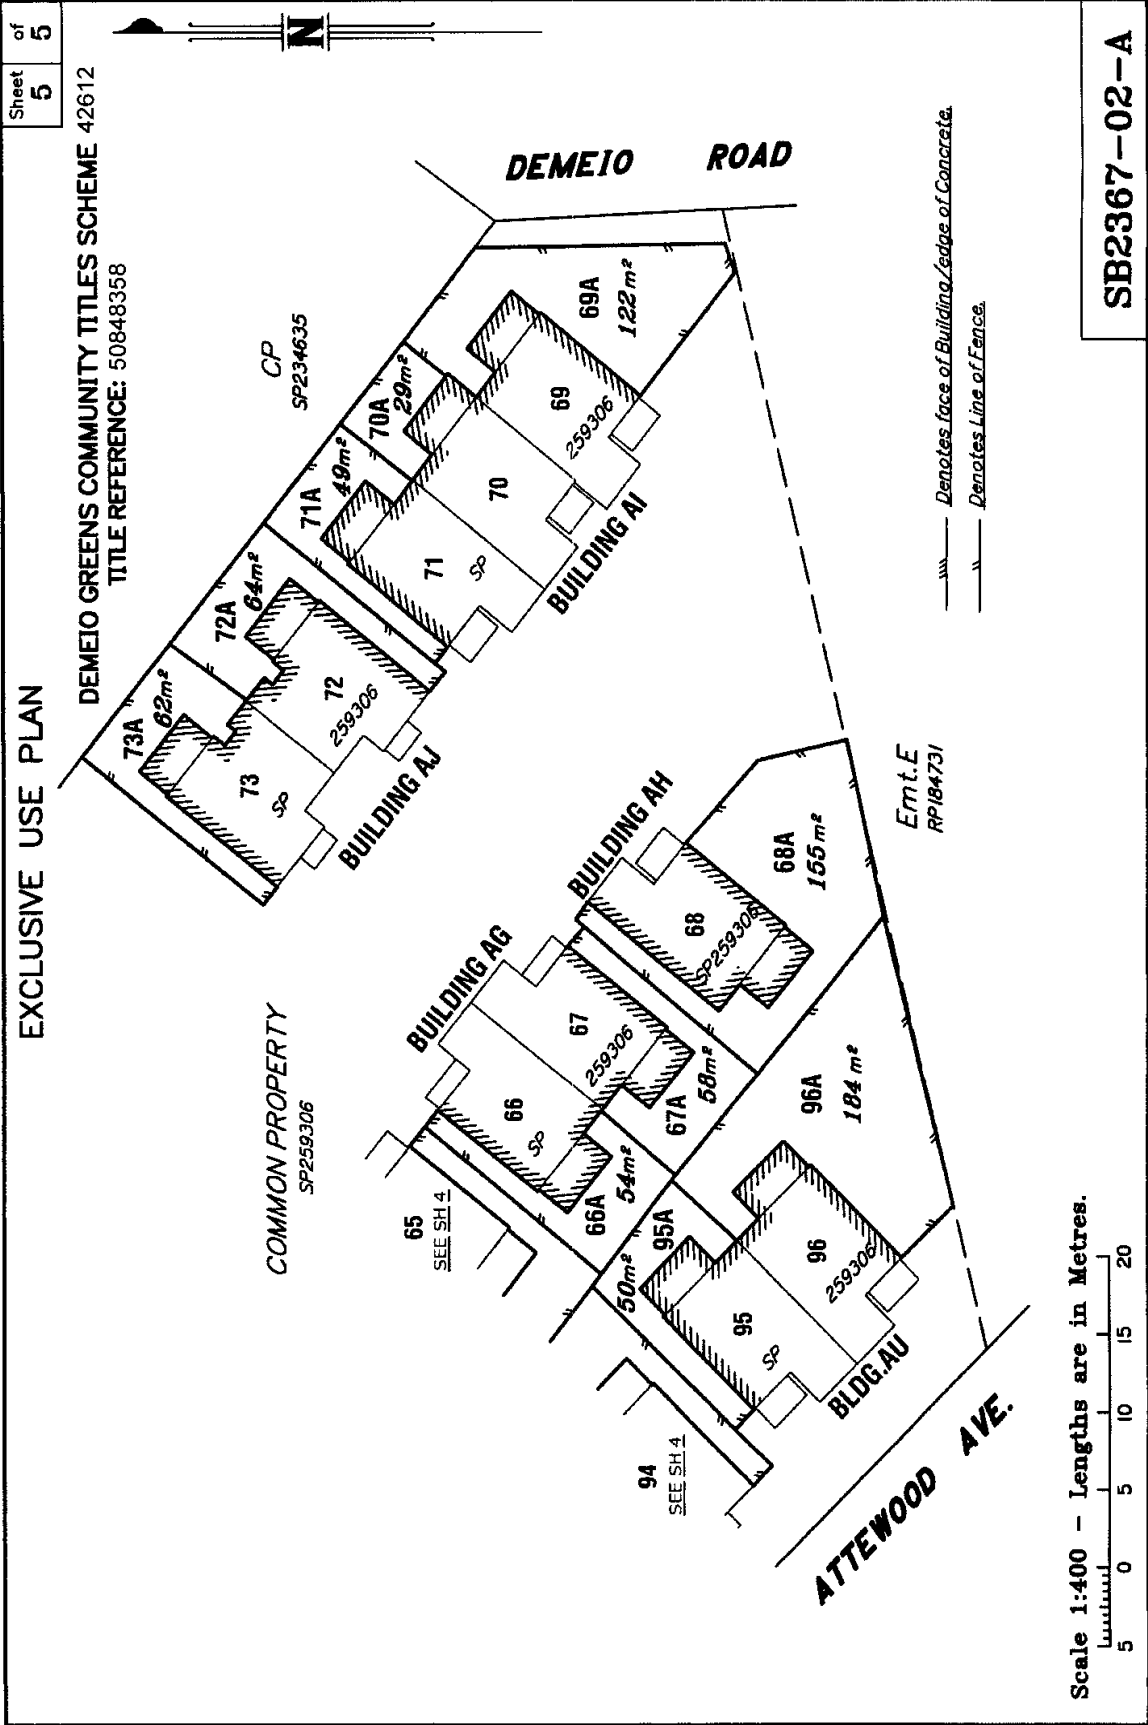 EXCLUSIVE USE PLAN
Sheet
5
of
5
DEMEIO GREENS COMMUNITY TITLES SCHEME 42612
TITLE REFERENCE: 50848358
N
CP
SP234635
DEMEIO ROAD
COMMON PROPERTY
SP259306
73A
62m²
73
SP
72A
64m²
72
259306
BUILDING AJ
71A
49m²
71
SP
70A
29m²
70
69A
122m²
69
259306
BUILDING AI
65
SEE SH 4
BUILDING AG
66
SP
66A
54m²
67
259306
67A
58m²
BUILDING AH
68
SP259306
68A
155m²
Emt.E
RP184731
94
SEE SH 4
95A
50m²
95
SP
96
259306
96A
184 m²
BLDG.AU
ATTEWOOD AVE.
Denotes face of Building/edge of Concrete.
Denotes Line of Fence.
Scale 1:400 - Lengths are in Metres.
5 0 5 10 15 20
SB2367-02-A